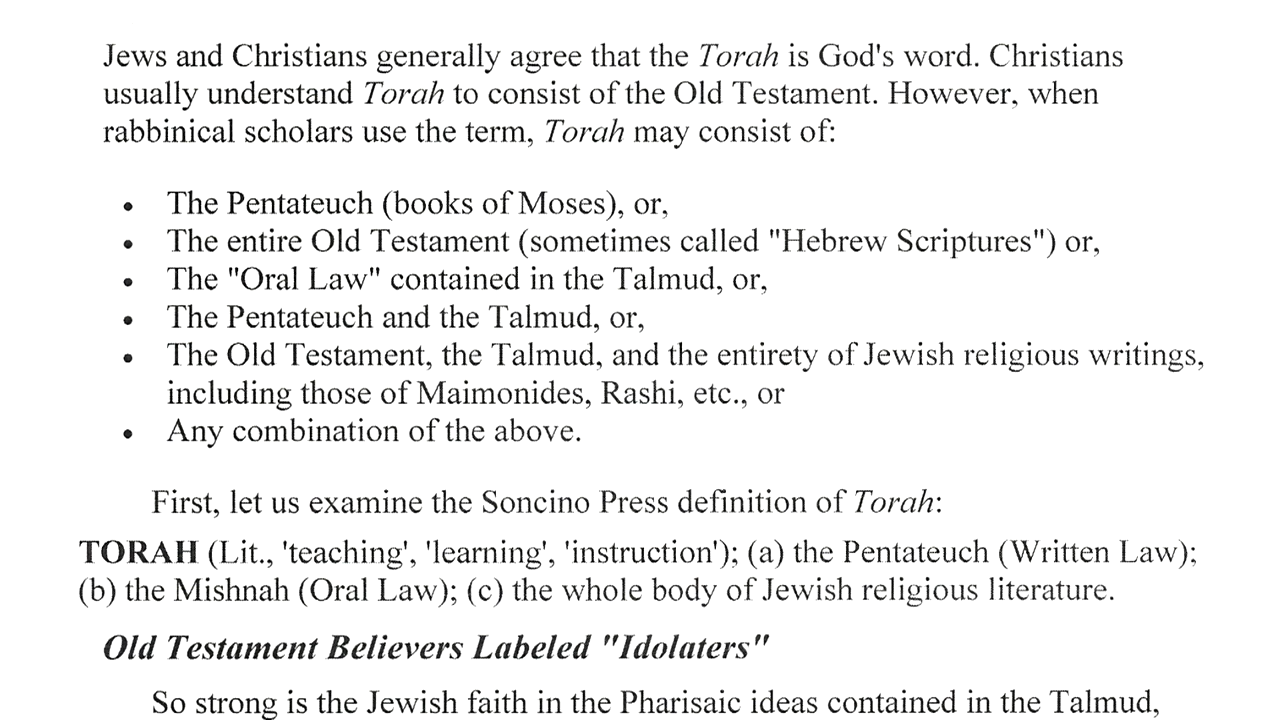 Jews and Christians generally agree that the Torah is God's word. Christians
usually understand Torah to consist of the Old Testament. However, when
rabbinical scholars use the term, Torah may consist of:
• The Pentateuch (books of Moses), or,
• The entire Old Testament (sometimes called "Hebrew Scriptures") or,
• The "Oral Law" contained in the Talmud, or,
• The Pentateuch and the Talmud, or,
• The Old Testament, the Talmud, and the entirety of Jewish religious writings,
including those of Maimonides, Rashi, etc., or
• Any combination of the above.
First, let us examine the Soncino Press definition of Torah:
TORAH (Lit., 'teaching', 'learning', 'instruction'); (a) the Pentateuch (Written Law);
(b) the Mishnah (Oral Law); (c) the whole body of Jewish religious literature.
Old Testament Believers Labeled "Idolaters"
So strong is the Jewish faith in the Pharisaic ideas contained in the Talmud,